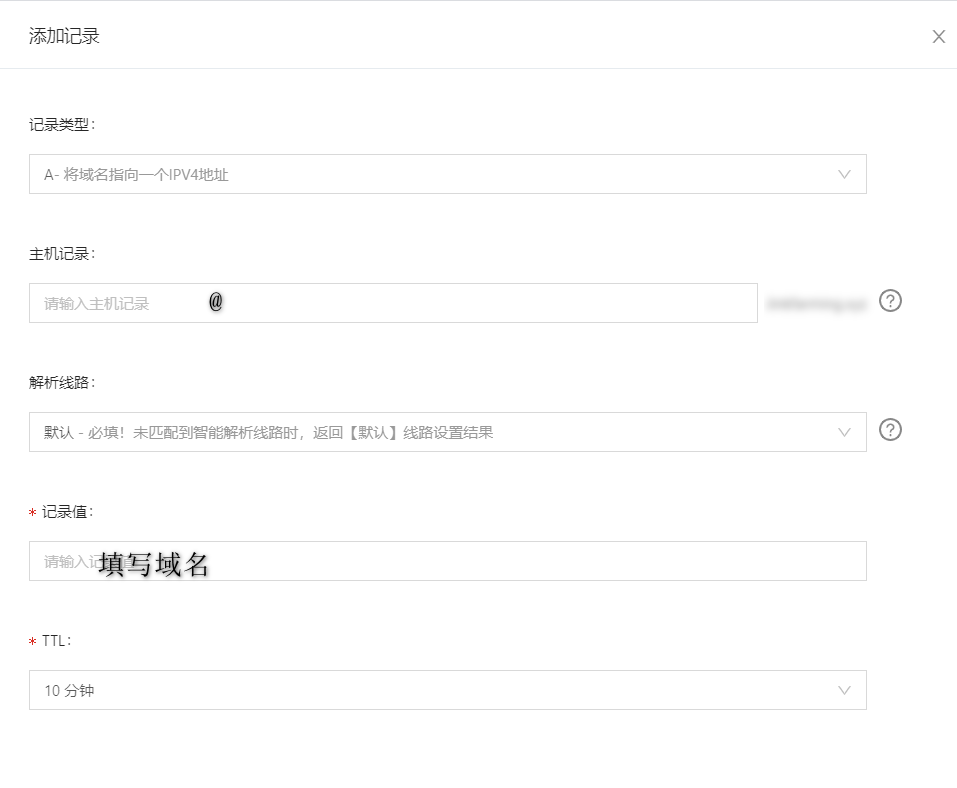 添加记录
记录类型：
A- 将域名指向一个IPV4地址
主机记录：
请输入主机记录 @
解析线路：
默认 - 必填！未匹配到智能解析线路时，返回【默认】线路设置结果
* 记录值：
请输入记 填写域名
* TTL：
10 分钟